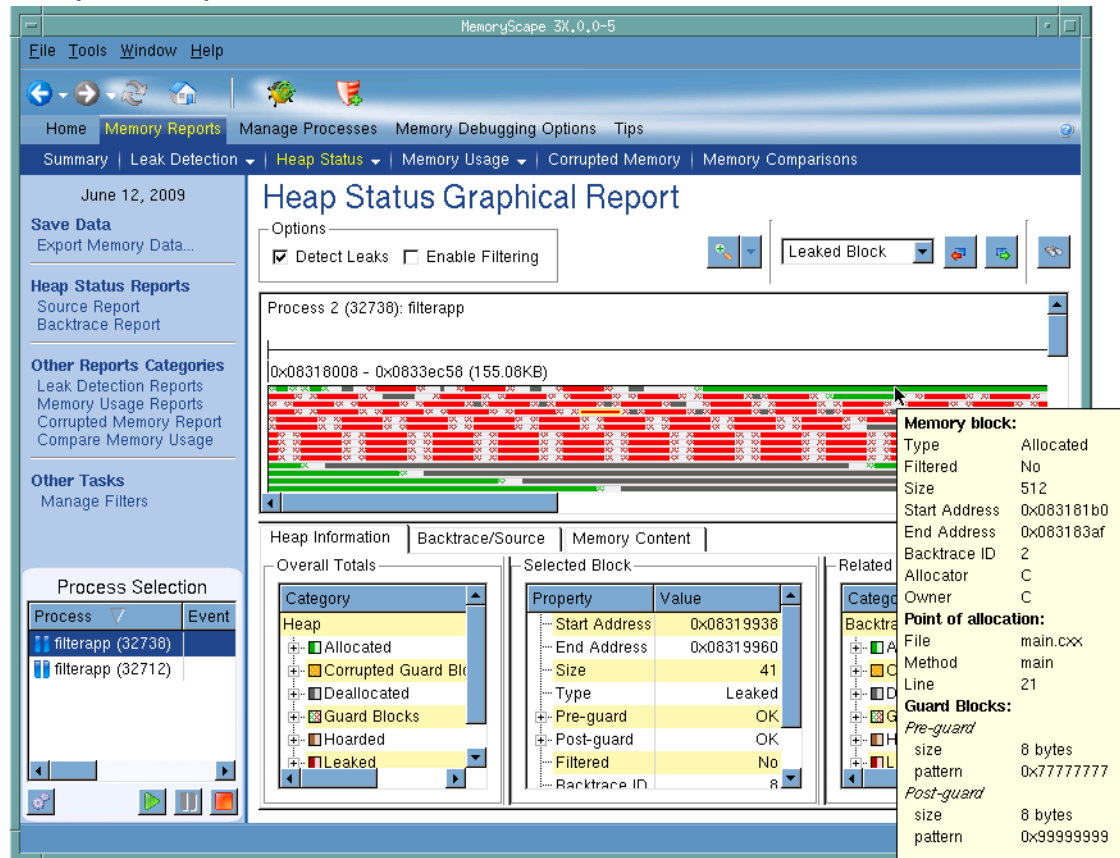 MemoryScape 3X.0.0-5
File Tools Window Help
Home Memory Reports Manage Processes Memory Debugging Options Tips
Summary | Leak Detection | Heap Status | Memory Usage | Corrupted Memory | Memory Comparisons
June 12, 2009
Save Data
Export Memory Data...
Heap Status Reports
Source Report
Backtrace Report
Other Reports Categories
Leak Detection Reports
Memory Usage Reports
Corrupted Memory Report
Compare Memory Usage
Other Tasks
Manage Filters
Process Selection
Process Event
filterapp (32738)
filterapp (32712)
Heap Status Graphical Report
Options
Detect Leaks Enable Filtering
Leaked Block
Process 2 (32738): filterapp
0x08318008 - 0x0833ec58 (155.08KB)
Heap Information Backtrace/Source Memory Content
Overall Totals
Category
Heap
Allocated
Corrupted Guard Blo
Deallocated
Guard Blocks
Hoarded
Leaked
Selected Block
Property Value
Start Address 0x08319938
End Address 0x08319960
Size 41
Type Leaked
Pre-guard OK
Post-guard OK
Filtered No
Backtrace ID 8
Related
Catego
Backtra
A
C
D
G
H
L
Memory block:
Type Allocated
Filtered No
Size 512
Start Address 0x083181b0
End Address 0x083183af
Backtrace ID 2
Allocator C
Owner C
Point of allocation:
File main.cxx
Method main
Line 21
Guard Blocks:
Pre-guard
size 8 bytes
pattern 0x77777777
Post-guard
size 8 bytes
pattern 0x99999999